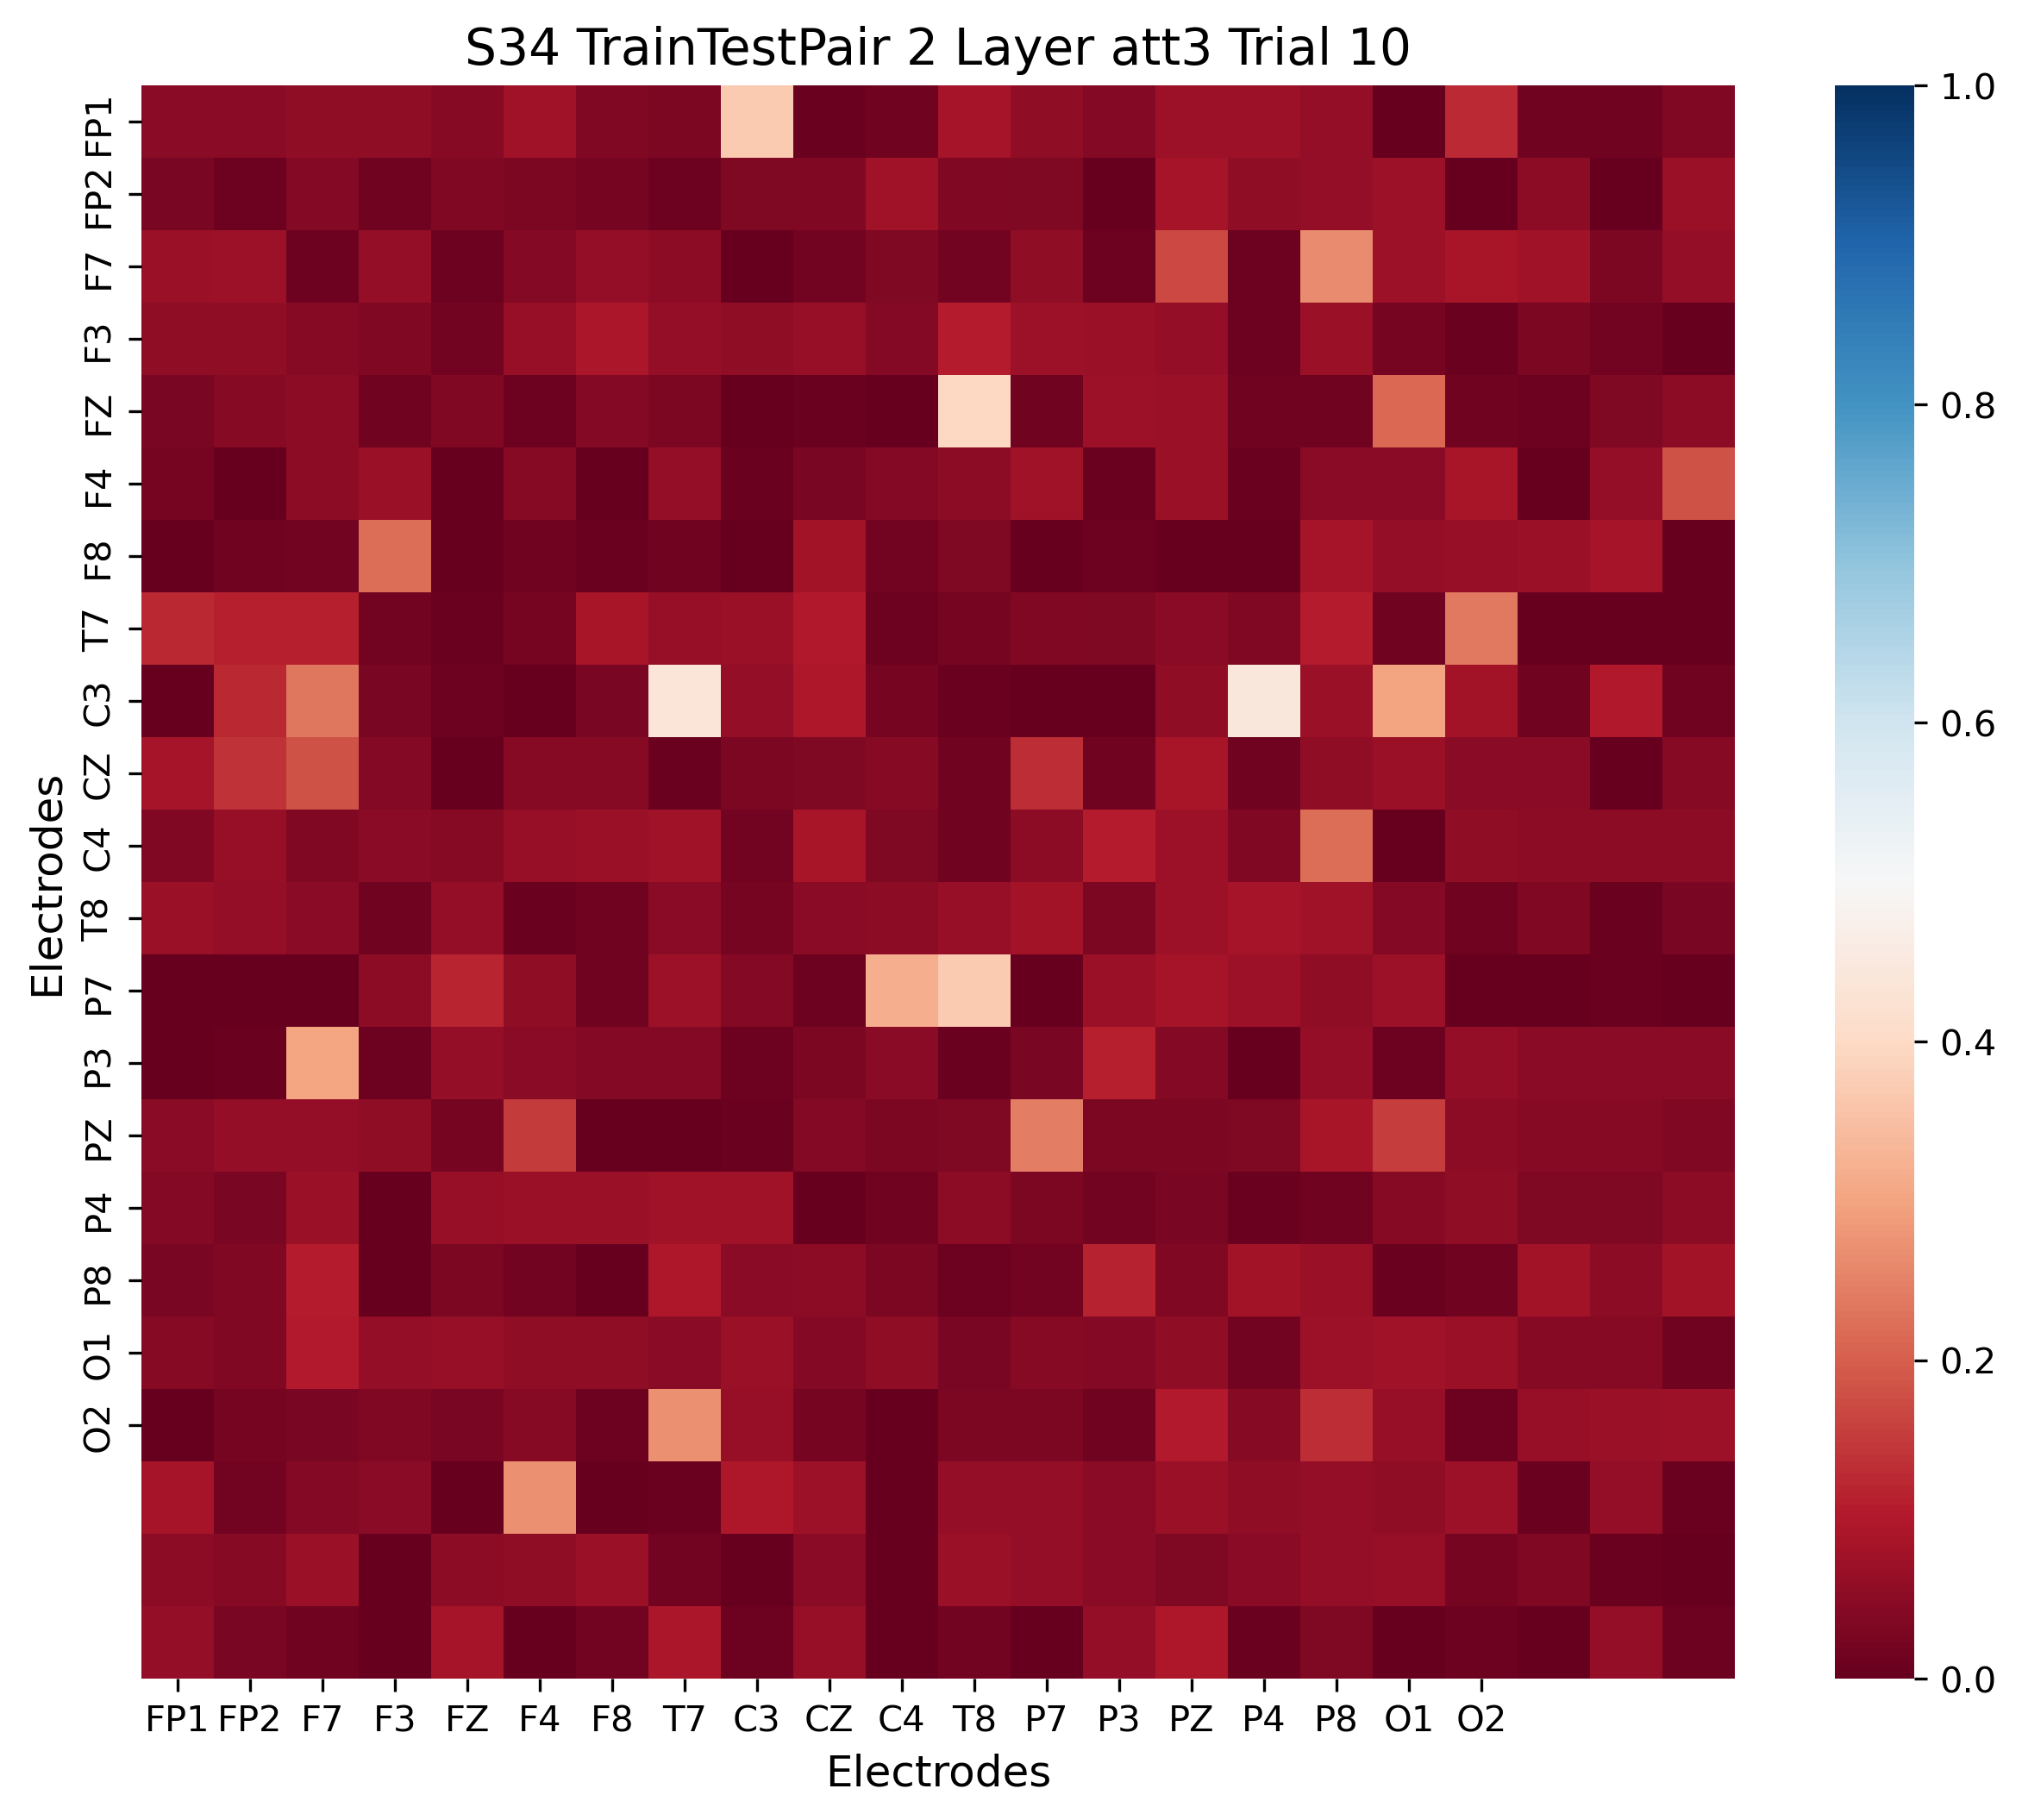 S34 TrainTestPair 2 Layer att3 Trial 10
Electrodes
FP1
FP2
F7
F3
FZ
F4
F8
T7
C3
CZ
C4
T8
P7
P3
PZ
P4
P8
O1
O2
FP1 FP2 F7 F3 FZ F4 F8 T7 C3 CZ C4 T8 P7 P3 PZ P4 P8 O1 O2
Electrodes
1.0
0.8
0.6
0.4
0.2
0.0